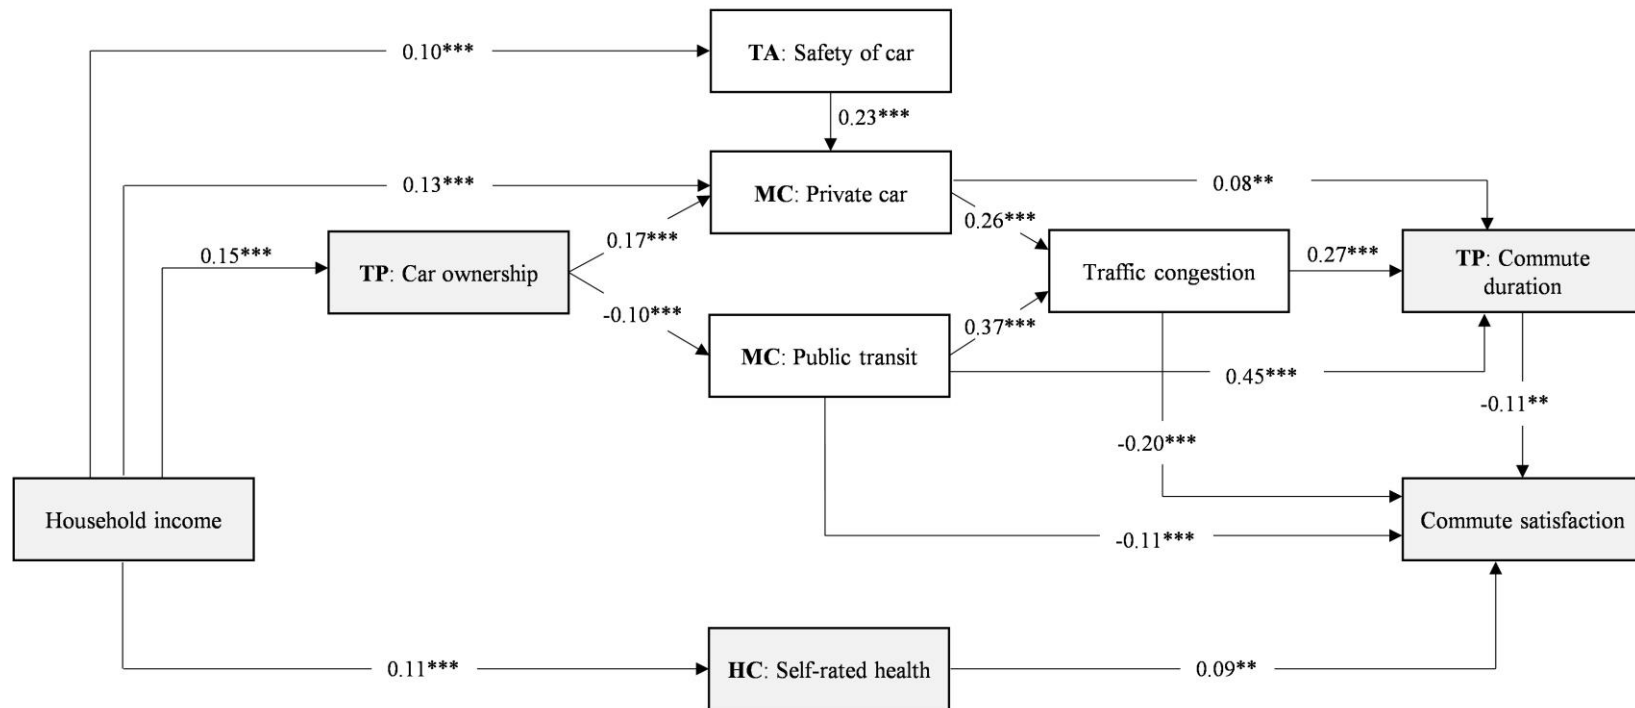 TA: Safety of car
0.10***
0.23***
0.13***
MC: Private car
0.08**
0.26***
0.15***
TP: Car ownership
0.17***
Traffic congestion
0.27***
TP: Commute
duration
-0.10***
MC: Public transit
0.37***
0.45***
-0.11**
-0.20***
Household income
Commute satisfaction
-0.11***
0.11***
HC: Self-rated health
0.09**